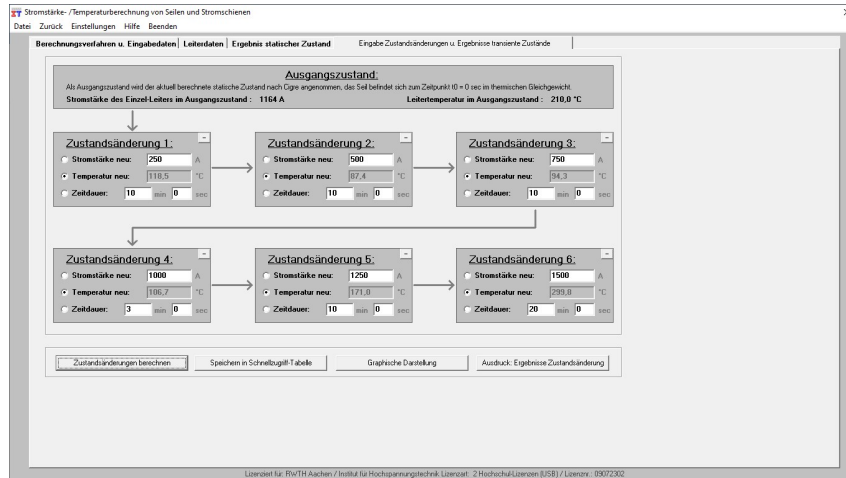 Stromstärke- /Temperaturberechnung von Seilen und Stromschienen
Datei Zurück Einstellungen Hilfe Beenden
Berechnungsverfahren u. Eingabedaten Leiterdaten Ergebnis statischer Zustand Eingabe Zustandsänderungen u. Ergebnisse transiente Zustände
Ausgangszustand:
Als Ausgangszustand wird der aktuell berechnete statische Zustand nach Cigre angenommen, das Seil befindet sich zum Zeitpunkt t0 = 0 sec im thermischen Gleichgewicht.
Stromstärke des Einzel-Leiters im Ausgangszustand : 1164 A Leitertemperatur im Ausgangszustand : 210,0 °C
Zustandsänderung 1:
Stromstärke neu: 250 A
Temperatur neu: 110,5 °C
Zeitdauer: 10 min 0 sec
Zustandsänderung 2:
Stromstärke neu: 500 A
Temperatur neu: 87,4 °C
Zeitdauer: 10 min 0 sec
Zustandsänderung 3:
Stromstärke neu: 750 A
Temperatur neu: 94,3 °C
Zeitdauer: 10 min 0 sec
Zustandsänderung 4:
Stromstärke neu: 1000 A
Temperatur neu: 106,7 °C
Zeitdauer: 3 min 0 sec
Zustandsänderung 5:
Stromstärke neu: 1250 A
Temperatur neu: 171,0 °C
Zeitdauer: 10 min 0 sec
Zustandsänderung 6:
Stromstärke neu: 1500 A
Temperatur neu: 299,0 °C
Zeitdauer: 20 min 0 sec
Zustandsänderungen berechnen Speichern in Schnellzugriff-Tabelle Graphische Darstellung Ausdruck: Ergebnisse Zustandsänderung
Lizenziert für: RWTH Aachen / Institut für Hochspannungstechnik Lizenzart: 2 Hochschul-Lizenzen (USB) / Lizenznr.: 09072302